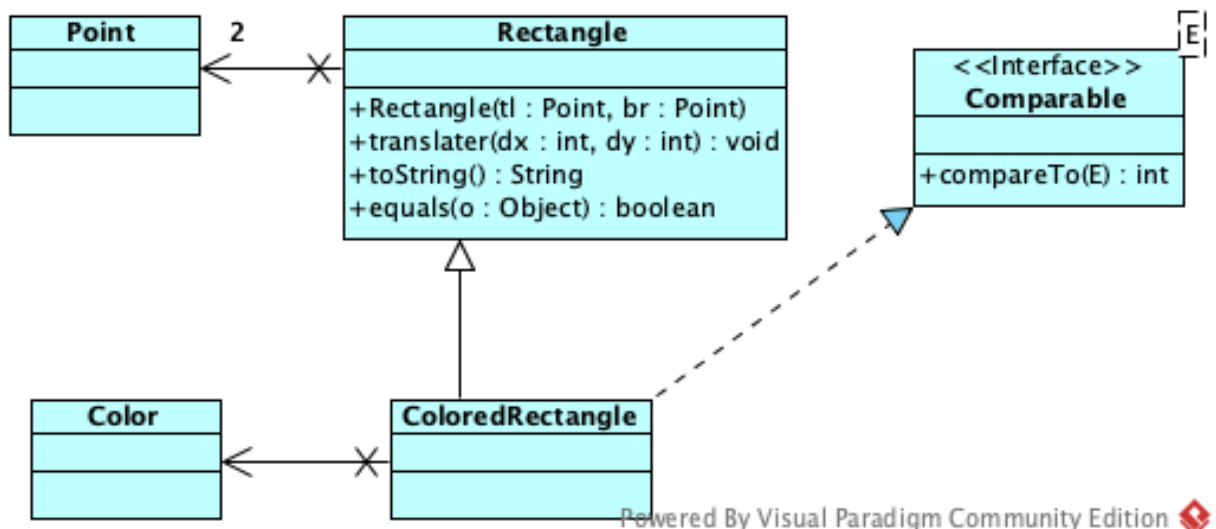 Point
2
Rectangle
+Rectangle(tl : Point, br : Point)
+translater(dx : int, dy : int) : void
+toString() : String
+equals(o : Object) : boolean
E
<<Interface>>
Comparable
+compareTo(E) : int
Color
ColoredRectangle
Powered By Visual Paradigm Community Edition